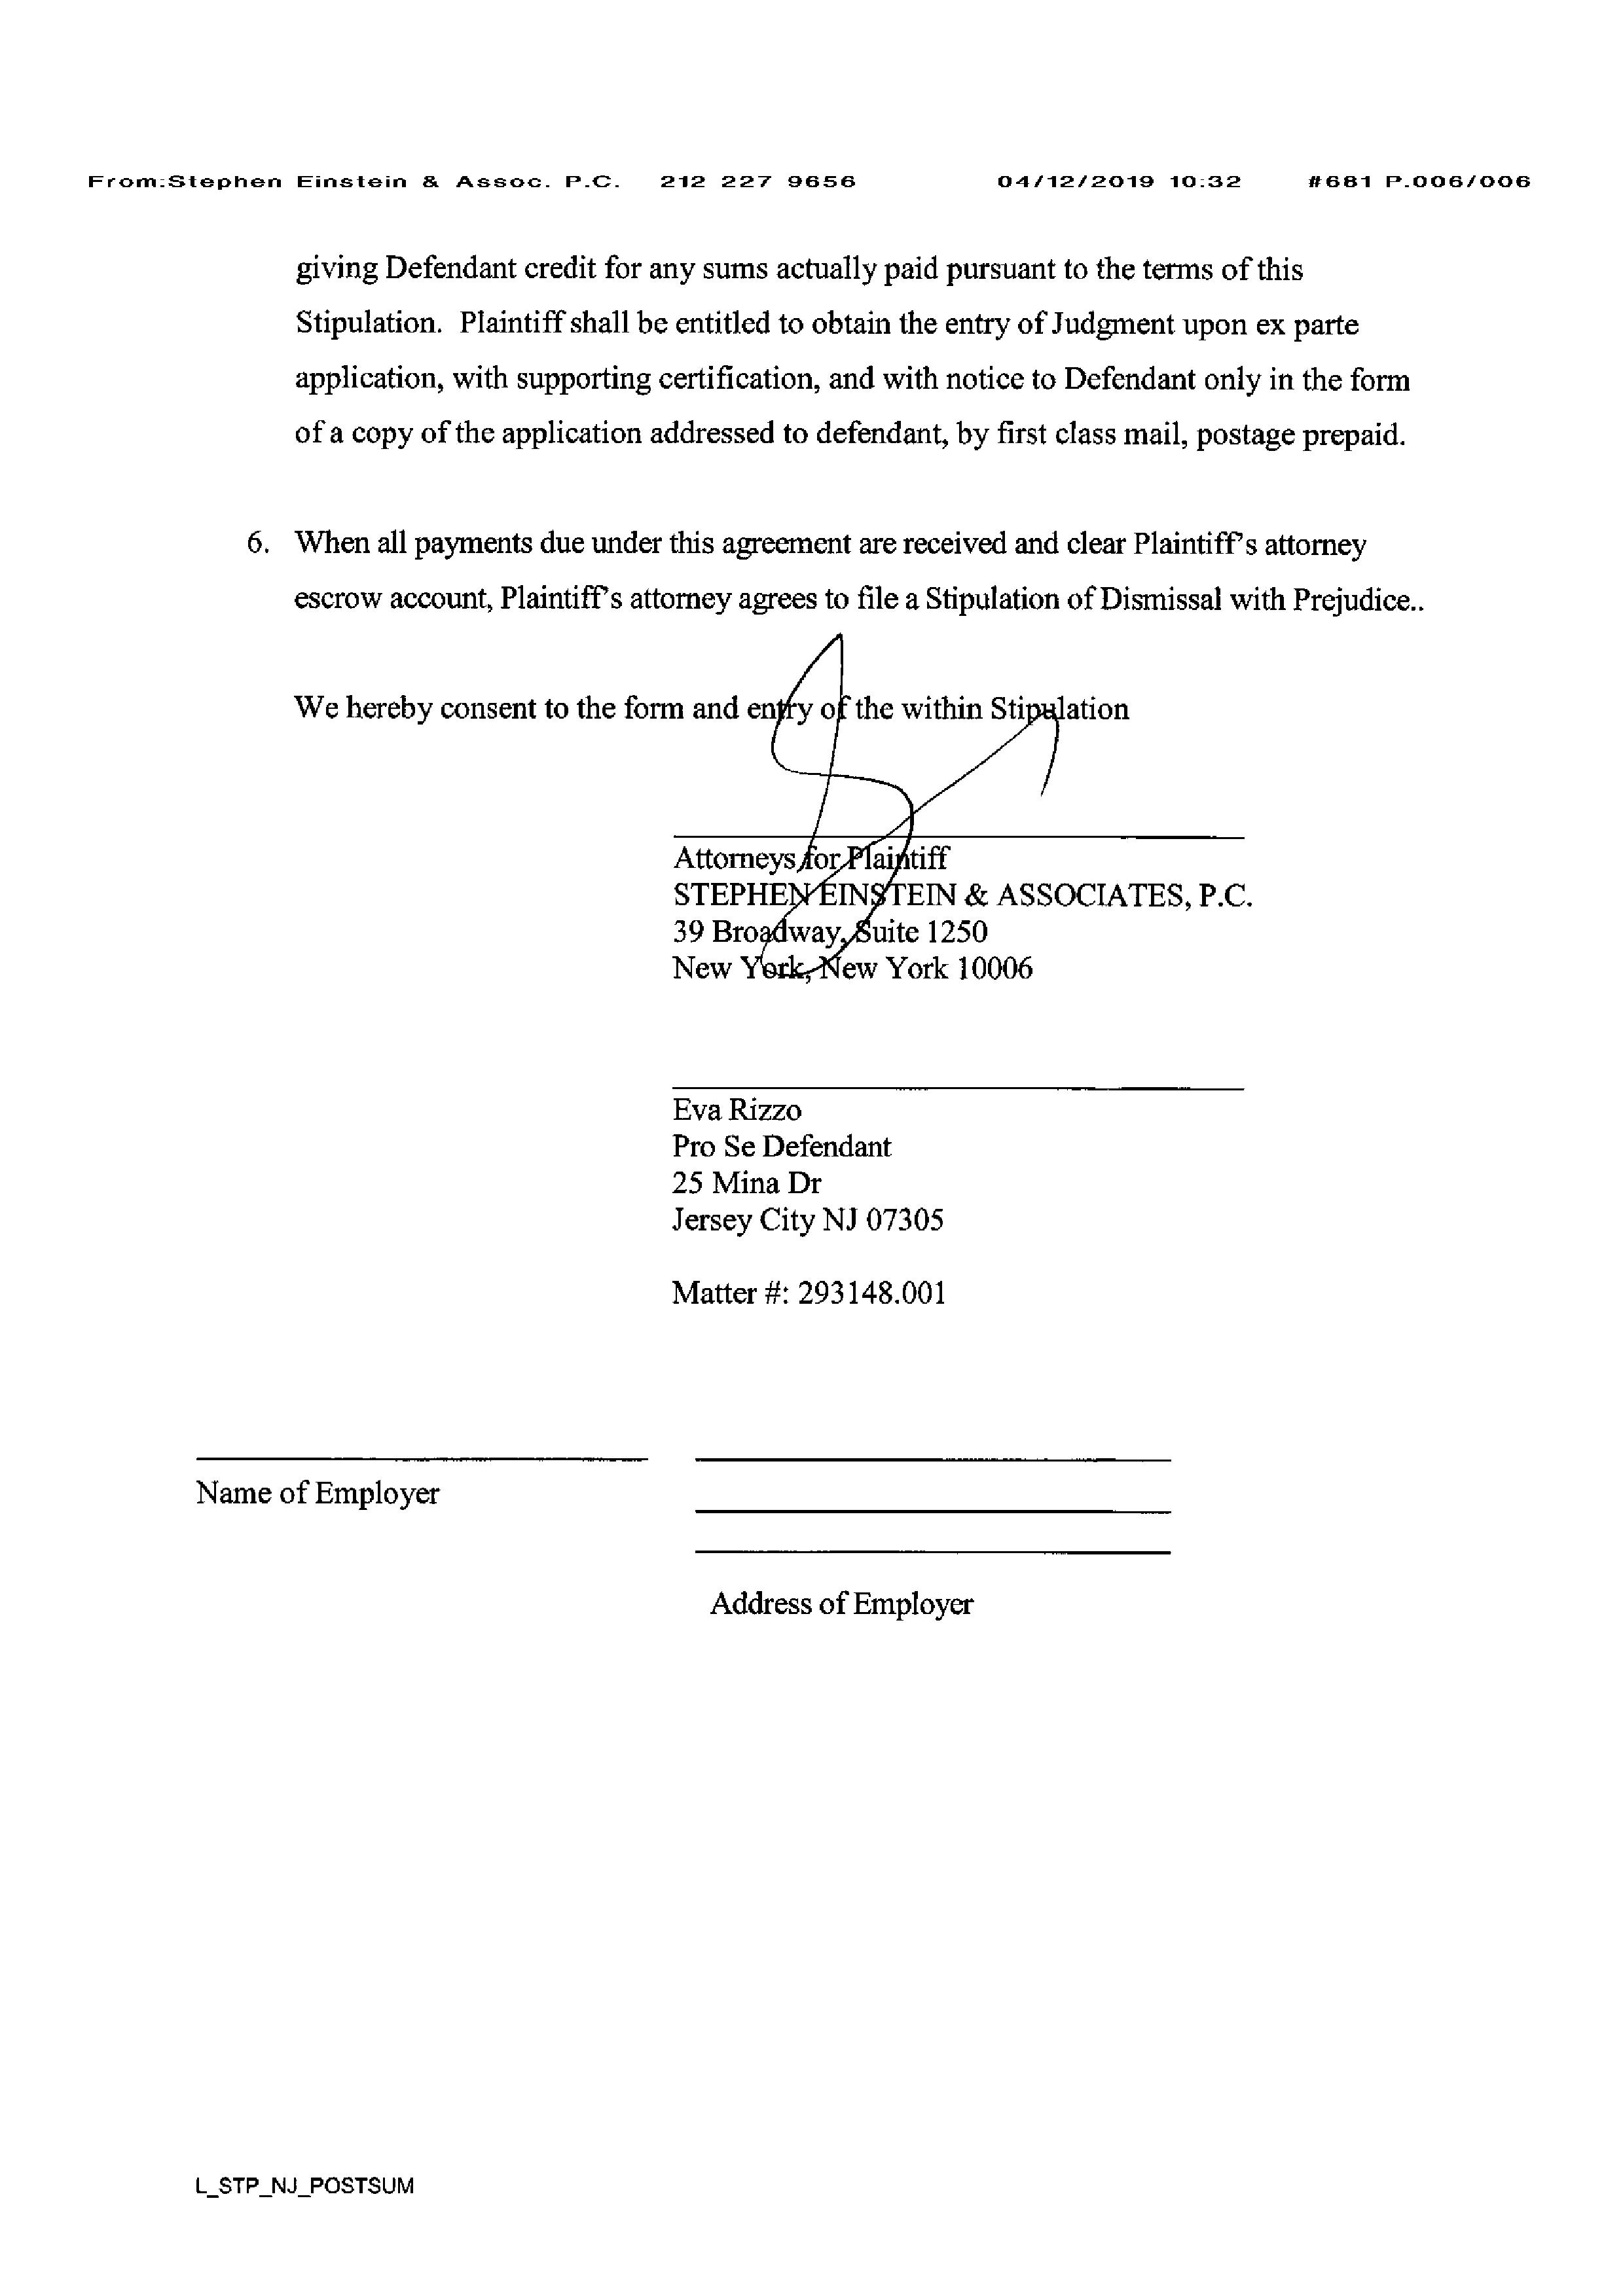 From:Stephen Einstein & Assoc. P.C. 212 227 9656 04/12/2019 10:32 #681 P.006/006
giving Defendant credit for any sums actually paid pursuant to the terms of this
Stipulation. Plaintiff shall be entitled to obtain the entry of Judgment upon ex parte
application, with supporting certification, and with notice to Defendant only in the form
of a copy of the application addressed to defendant, by first class mail, postage prepaid.
6. When all payments due under this agreement are received and clear Plaintiff's attorney
escrow account, Plaintiff's attorney agrees to file a Stipulation of Dismissal with Prejudice..
We hereby consent to the form and entry of the within Stipulation
Attorneys for Plaintiff
STEPHEN EINSTEIN & ASSOCIATES, P.C.
39 Broadway, Suite 1250
New York, New York 10006
Eva Rizzo
Pro Se Defendant
25 Mina Dr
Jersey City NJ 07305
Matter #: 293148.001
Name of Employer
Address of Employer
L_STP_NJ_POSTSUM